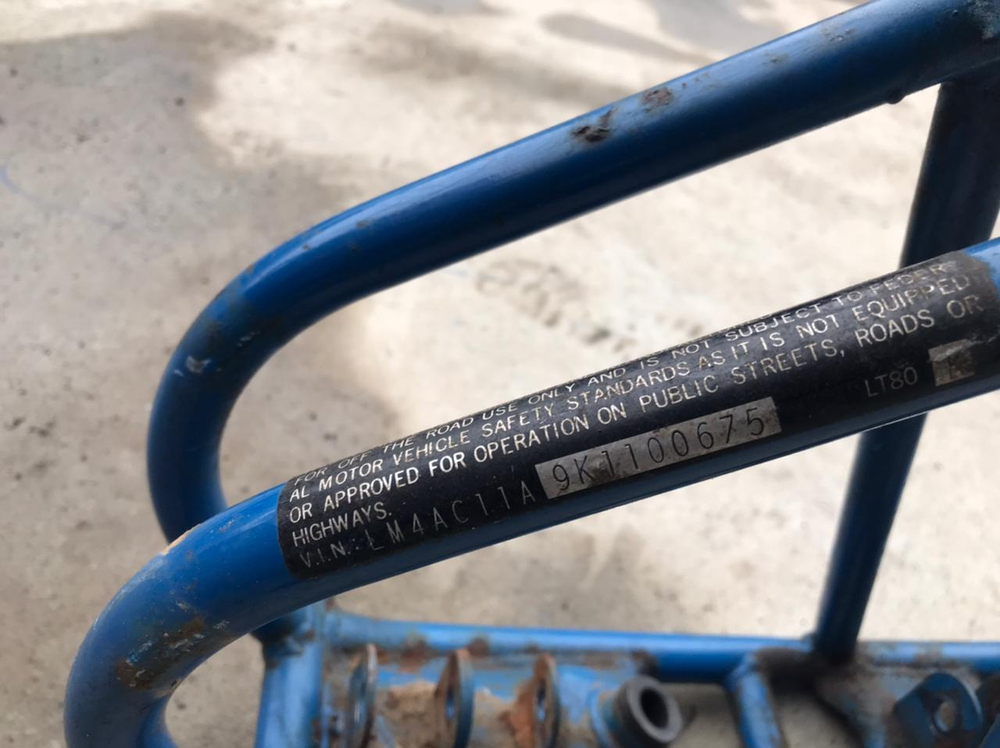 FOR OFF THE ROAD USE ONLY AND IS NOT SUBJECT TO FEDER
AL MOTOR VEHICLE SAFETY STANDARDS AS IT IS NOT EQUIPPED
OR APPROVED FOR OPERATION ON PUBLIC STREETS, ROADS OR
HIGHWAYS. LT80
V.I.N. LM4AC11A 9K1100675